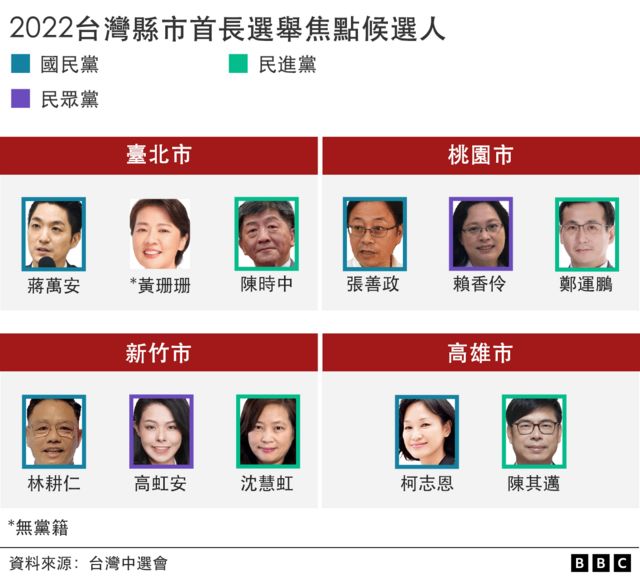 2022台灣縣市首長選舉焦點候選人
國民黨 民進黨
民眾黨
臺北市 桃園市
蔣萬安 *黃珊珊 陳時中 張善政 賴香伶 鄭運鵬
新竹市 高雄市
林耕仁 高虹安 沈慧虹 柯志恩 陳其邁
*無黨籍
資料來源：台灣中選會 BBC